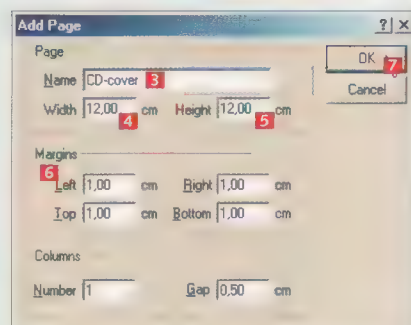 Add Page
Page
Name CD-cover 3
OK 7
Width 12,00 cm Height 12,00 cm
4 5
Cancel
Margins
6
Left 1,00 cm Right 1,00 cm
Top 1,00 cm Bottom 1,00 cm
Columns
Number 1 Gap 0,50 cm